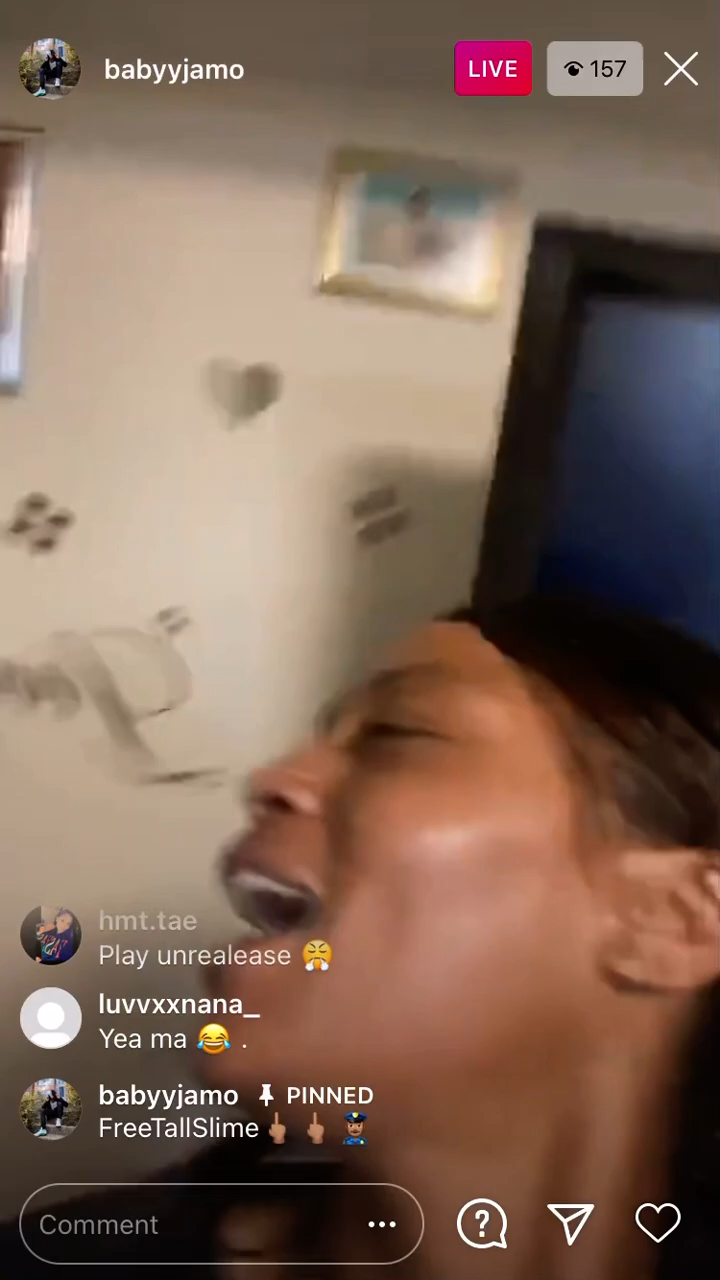 babyyjamo
LIVE
157
hmt.tae
Play unrealease 😤
luvvxxnana_
Yea ma 😂 .
babyyjamo PINNED
FreeTallSlime🖕🏼🖕🏼👮🏽‍♂️
Comment